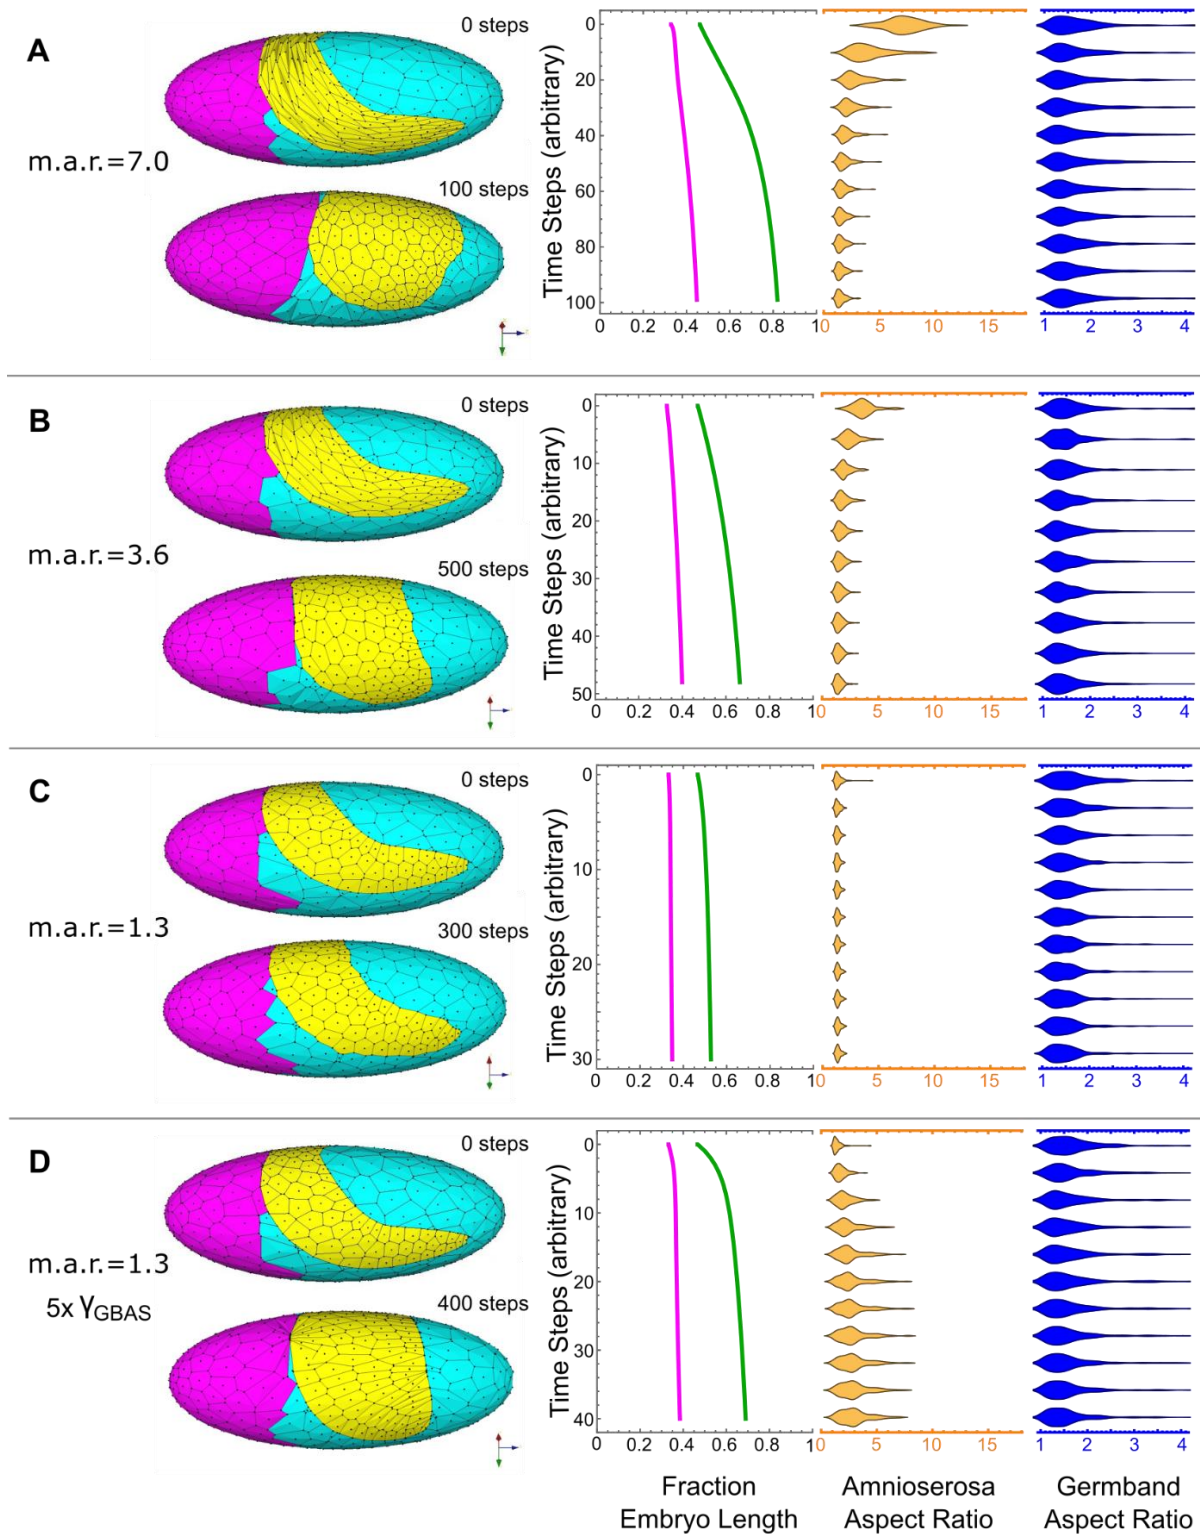 A
0 steps
m.a.r.=7.0
100 steps
Time Steps (arbitrary)
0
20
40
60
80
100
0 0.2 0.4 0.6 0.8 1
0 5 10 15
1 2 3 4
B
0 steps
m.a.r.=3.6
500 steps
Time Steps (arbitrary)
0
10
20
30
40
50
0 0.2 0.4 0.6 0.8 1
0 5 10 15
1 2 3 4
C
0 steps
m.a.r.=1.3
300 steps
Time Steps (arbitrary)
0
10
20
30
0 0.2 0.4 0.6 0.8 1
0 5 10 15
1 2 3 4
D
0 steps
m.a.r.=1.3
5x γGBAS
400 steps
Time Steps (arbitrary)
0
10
20
30
40
0 0.2 0.4 0.6 0.8 1
0 5 10 15
1 2 3 4
Fraction
Embryo Length
Amnioserosa
Aspect Ratio
Germband
Aspect Ratio